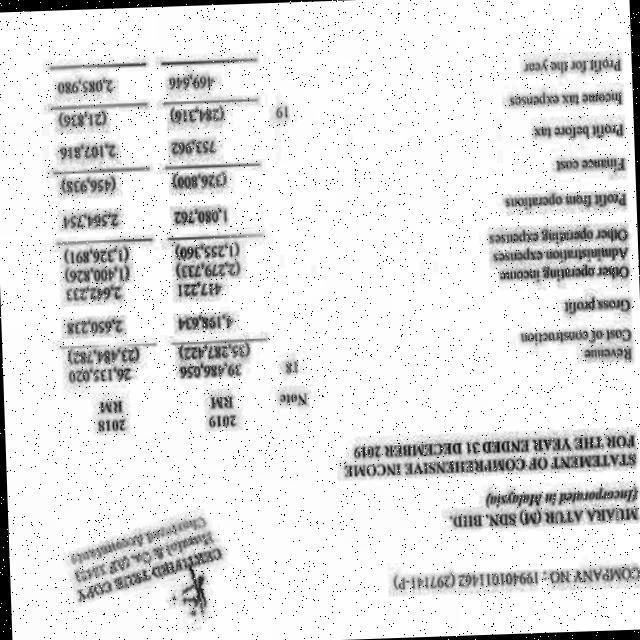 COMPANY NO. : 199401011462 (297141-P)
MUARA ATUR (M) SDN. BHD.
(Incorporated in Malaysia)
STATEMENT OF COMPREHENSIVE INCOME
FOR THE YEAR ENDED 31 DECEMBER 2019
CERTIFIED TRUE COPY
Chartered Accountants
Note 2019 2018
RM RM
Revenue 18 39,486,056 26,135,020
Cost of construction (35,287,422) (23,484,782)
Gross profit 4,198,634 2,650,238
Other operating income 417,221 2,642,233
Administration expenses (2,279,733) (1,400,826)
Other operating expenses (1,255,360) (1,326,891)
Profit from operations 1,080,762 2,564,754
Finance cost (326,800) (456,938)
Profit before tax 753,962 2,107,816
Income tax expenses 19 (284,316) (21,836)
Profit for the year 469,646 2,085,980